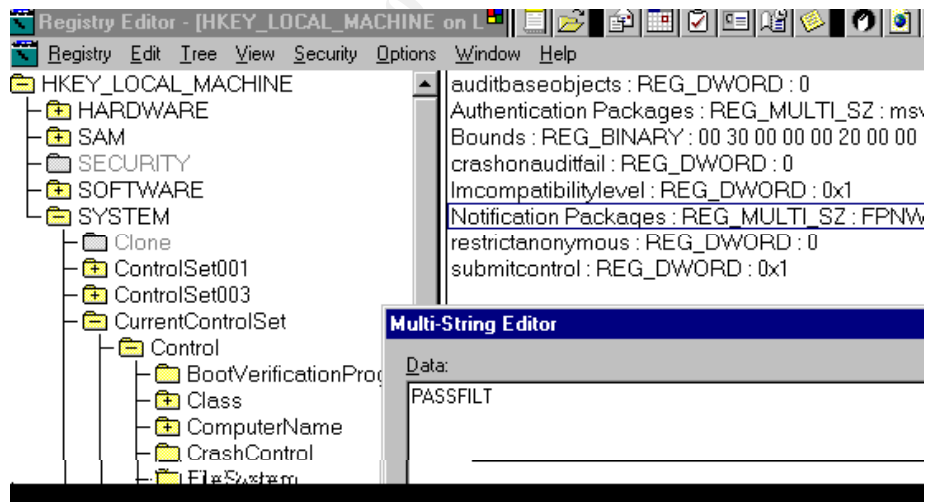 Registry Editor - [HKEY_LOCAL_MACHINE on L
Registry Edit Tree View Security Options Window Help
HKEY_LOCAL_MACHINE
HARDWARE
SAM
SECURITY
SOFTWARE
SYSTEM
Clone
ControlSet001
ControlSet003
CurrentControlSet
Control
BootVerificationProg
Class
ComputerName
CrashControl
FileSystem
auditbaseobjects : REG_DWORD : 0
Authentication Packages : REG_MULTI_SZ : msv
Bounds : REG_BINARY : 00 30 00 00 00 20 00 00
crashonauditfail : REG_DWORD : 0
lmcompatibilitylevel : REG_DWORD : 0x1
Notification Packages : REG_MULTI_SZ : FPNW
restrictanonymous : REG_DWORD : 0
submitcontrol : REG_DWORD : 0x1
Multi-String Editor
Data:
PASSFILT